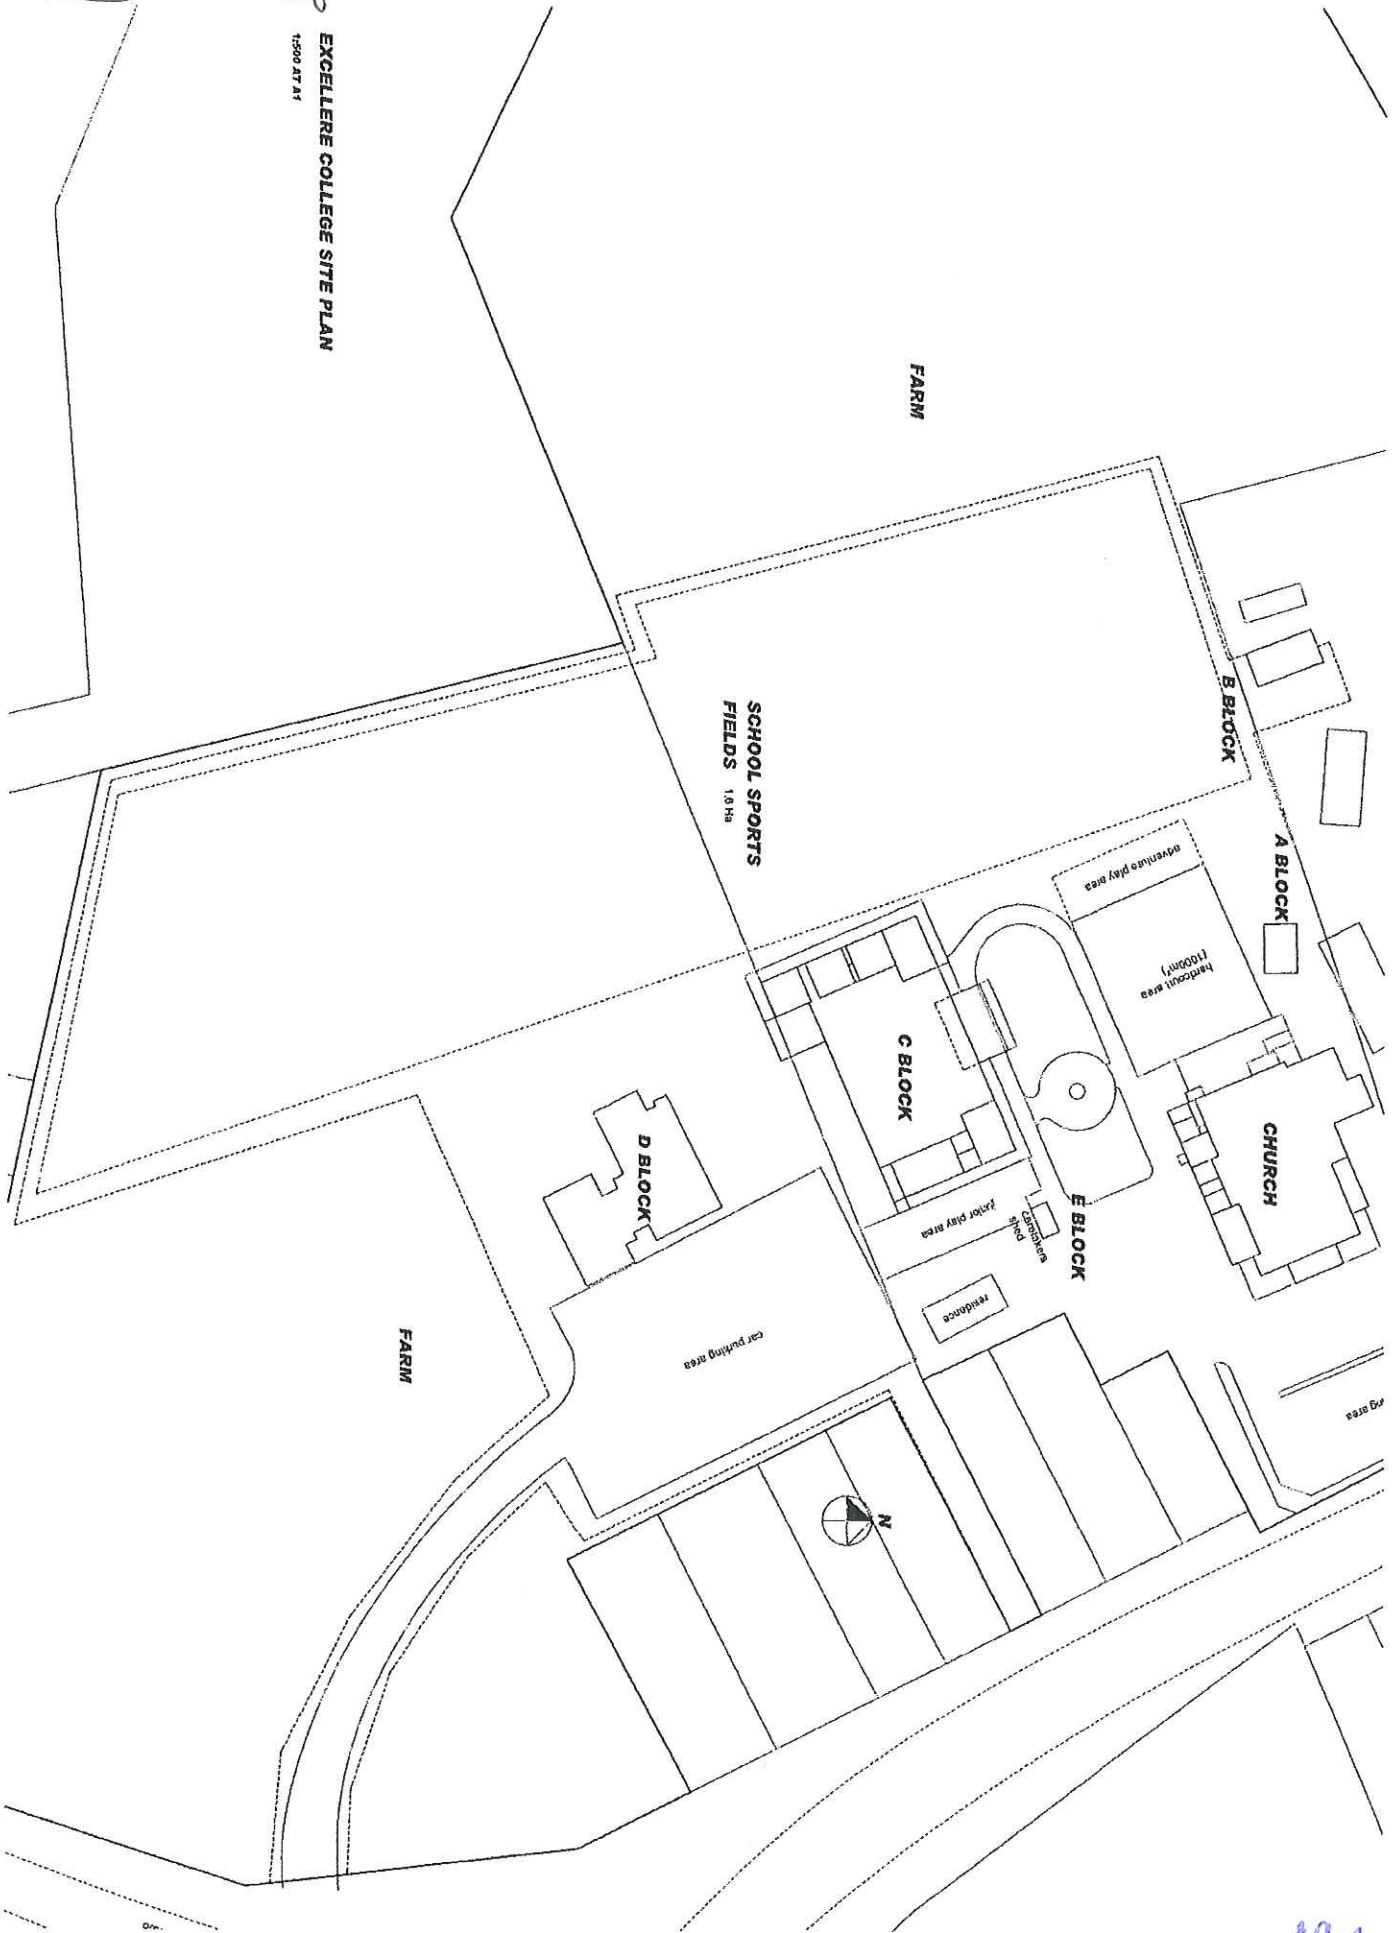 EXCELLERE COLLEGE SITE PLAN
1:500 AT A1
FARM
B BLOCK
A BLOCK
SCHOOL SPORTS
FIELDS 1.6 Ha
adventure play area
hardcourt area
(1000m²)
C BLOCK
CHURCH
D BLOCK
E BLOCK
junior play area
caretakers
shed
residence
car parking area
FARM
area
N